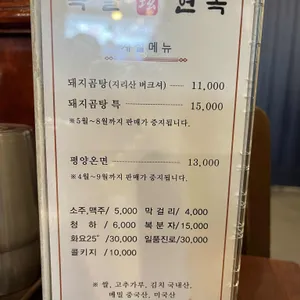 옥
메뉴
돼지곰탕(지리산 버크셔) 11,000
돼지곰탕 특 15,000
※5월~8월까지 판매가 중지됩니다.
평양온면 13,000
※4월~9월까지 판매가 중지됩니다.
소주,맥주/ 5,000 막걸리/ 4,000
청 하 / 6,000 복분자/15,000
화요25˚ /30,000 일품진로/30,000
콜키지 /10,000
※ 쌀, 고추가루, 김치 국내산,
메밀 중국산, 미국산